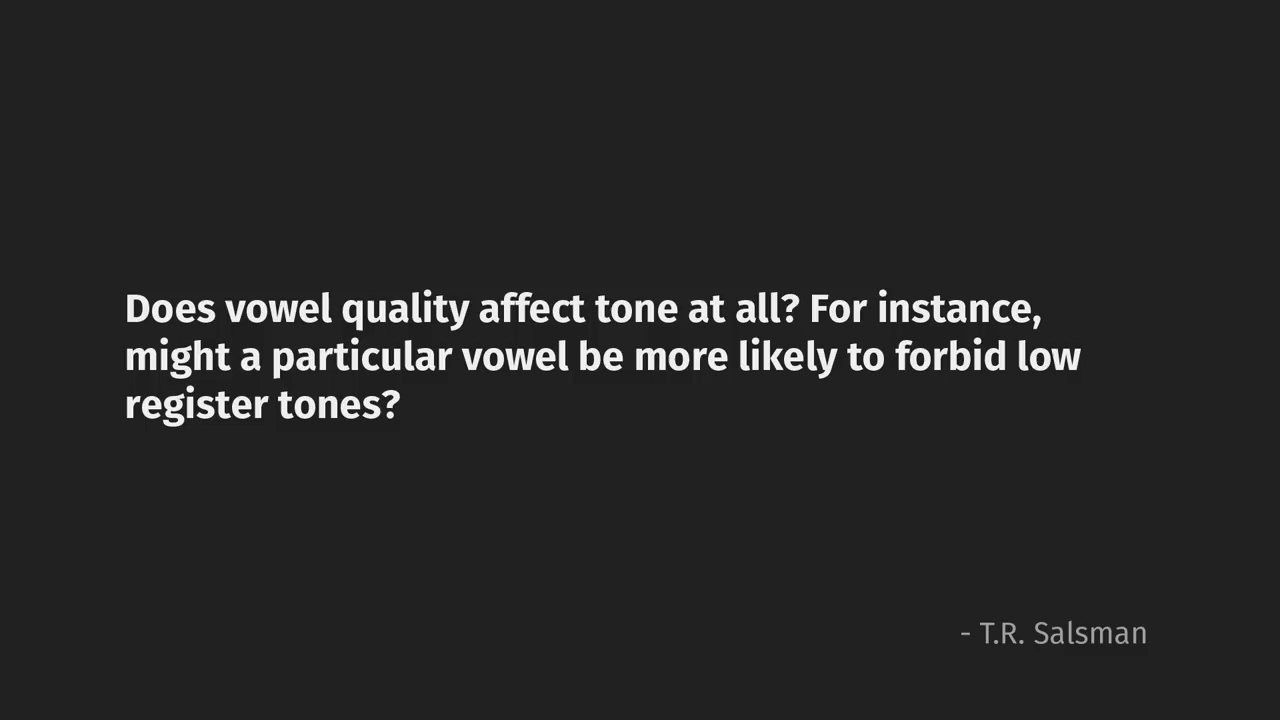 Does vowel quality affect tone at all? For instance,
might a particular vowel be more likely to forbid low
register tones?
- T.R. Salsman